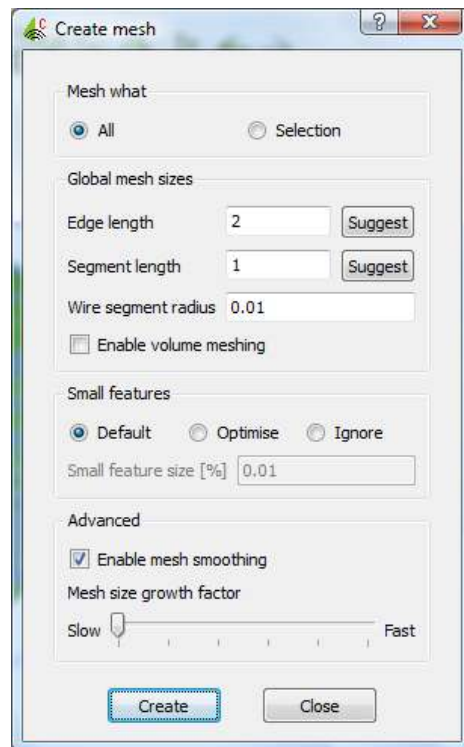 Create mesh
Mesh what
All Selection
Global mesh sizes
Edge length 2 Suggest
Segment length 1 Suggest
Wire segment radius 0.01
Enable volume meshing
Small features
Default Optimise Ignore
Small feature size [%] 0.01
Advanced
Enable mesh smoothing
Mesh size growth factor
Slow Fast
Create Close